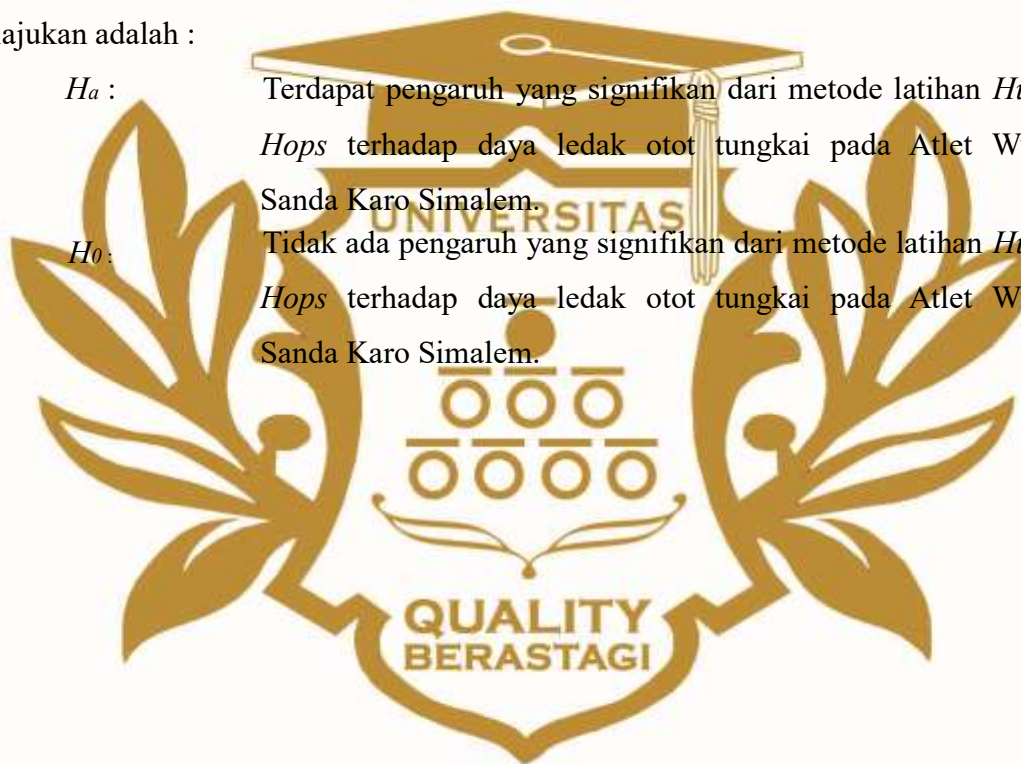 ajukan adalah :
Ha : Terdapat pengaruh yang signifikan dari metode latihan
Hops terhadap daya ledak otot tungkai pada Atlet
Sanda Karo Simalem.
UNIVERSITAS
H0 : Tidak ada pengaruh yang signifikan dari metode latihan
Hops terhadap daya ledak otot tungkai pada Atlet
Sanda Karo Simalem.
QUALITY
BERASTAGI